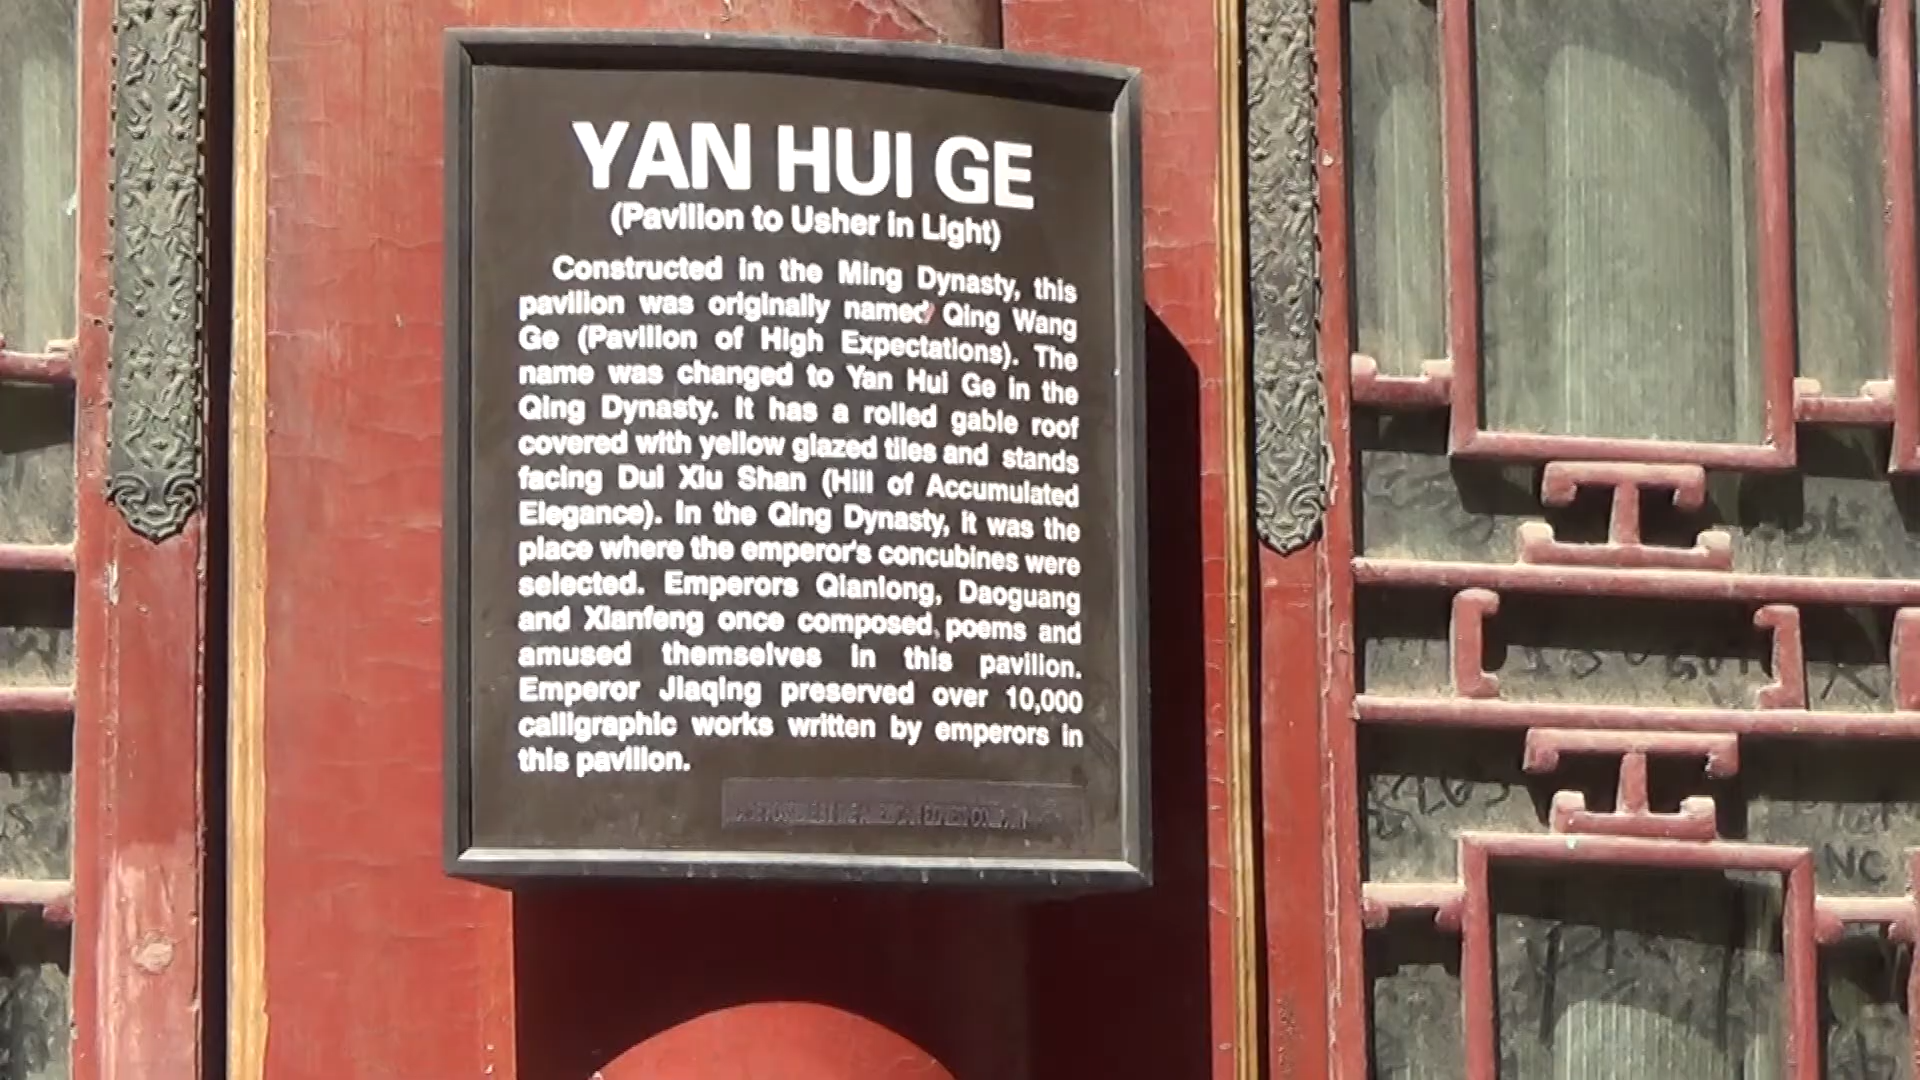 YAN HUI GE
(Pavilion to Usher in Light)
Constructed in the Ming Dynasty, this
pavilion was originally named Qing Wang
Ge (Pavilion of High Expectations). The
name was changed to Yan Hui Ge in the
Qing Dynasty. It has a rolled gable roof
covered with yellow glazed tiles and stands
facing Dui Xiu Shan (Hill of Accumulated
Elegance). In the Qing Dynasty, it was the
place where the emperor's concubines were
selected. Emperors Qianlong, Daoguang
and Xianfeng once composed poems and
amused themselves in this pavilion.
Emperor Jiaqing preserved over 10,000
calligraphic works written by emperors in
this pavilion.
NC